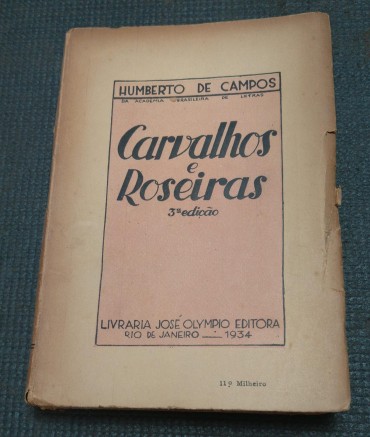 HUMBERTO DE CAMPOS
DA ACADEMIA BRASILEIRA DE LETRAS
Carvalhos
e
Roseiras
3ª edição
LIVRARIA JOSÉ OLYMPIO EDITORA
RIO DE JANEIRO — 1934
11º Milheiro